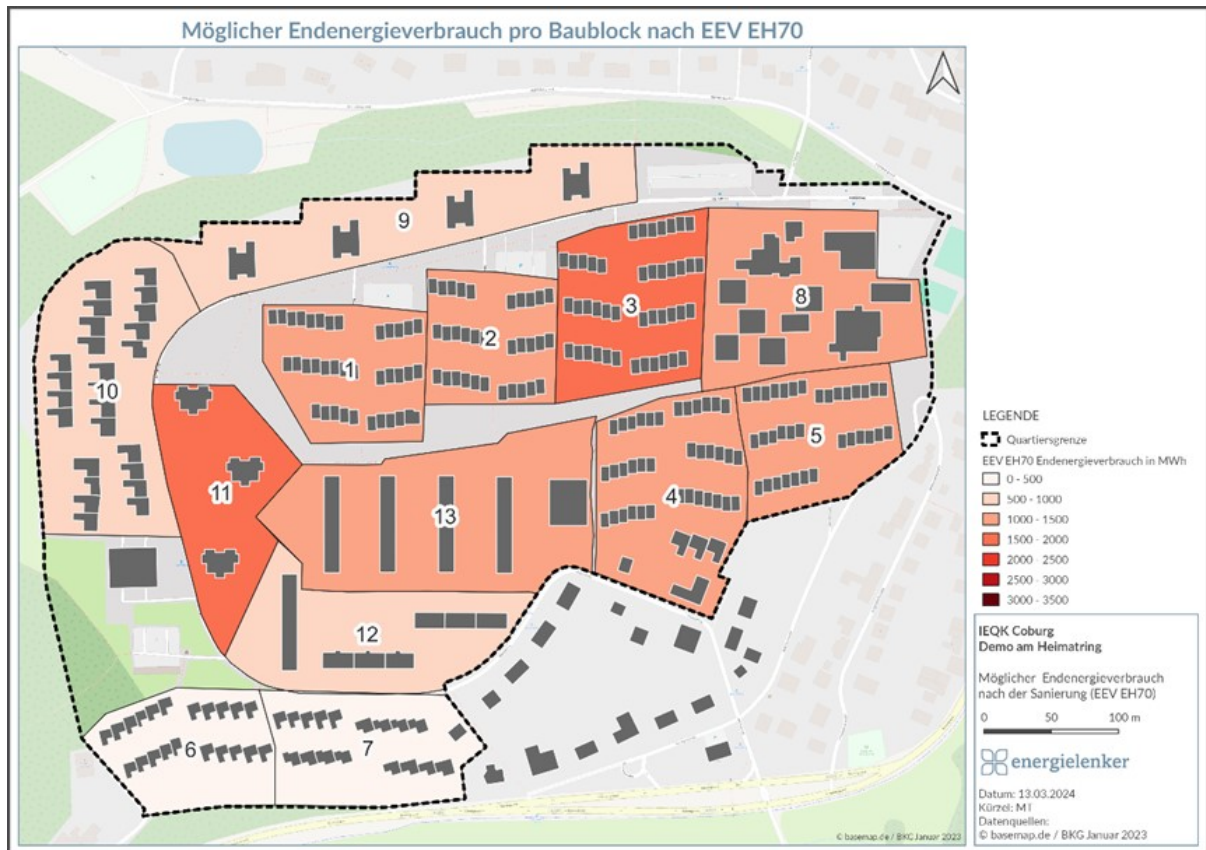 Möglicher Endenergieverbrauch pro Baublock nach EEV EH70
9
3
8
2
1
10
5
11
4
13
12
7
6
LEGENDE
Quartiersgrenze
EEV EH70 Endenergieverbrauch in MWh
0 - 500
500 - 1000
1000 - 1500
1500 - 2000
2000 - 2500
2500 - 3000
3000 - 3500
IEQK Coburg
Demo am Heimatring
Möglicher Endenergieverbrauch
nach der Sanierung (EEV EH70)
0 50 100 m
energielenker
Datum: 13.03.2024
Kürzel: MT
Datenquellen:
© basemap.de / BKG Januar 2023
© basemap.de / BKG Januar 2023